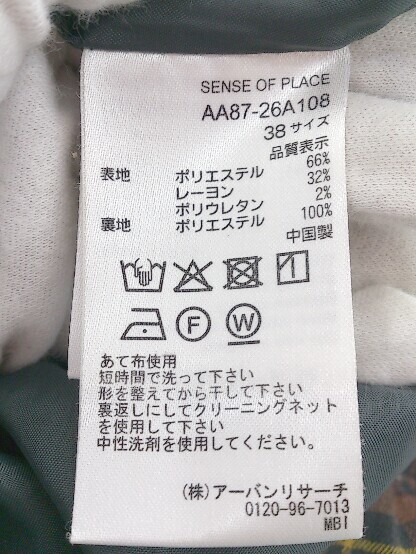 SENSE OF PLACE
AA87-26A108
38サイズ
品質表示
表地 ポリエステル 66%
レーヨン 32%
ポリウレタン 2%
裏地 ポリエステル 100%
中国製
F W
あて布使用
短時間で洗って下さい
形を整えてから干して下さい
裏返しにしてクリーニングネット
を使用して下さい
中性洗剤を使用してください。
(株)アーバンリサーチ
0120-96-7013
MBI